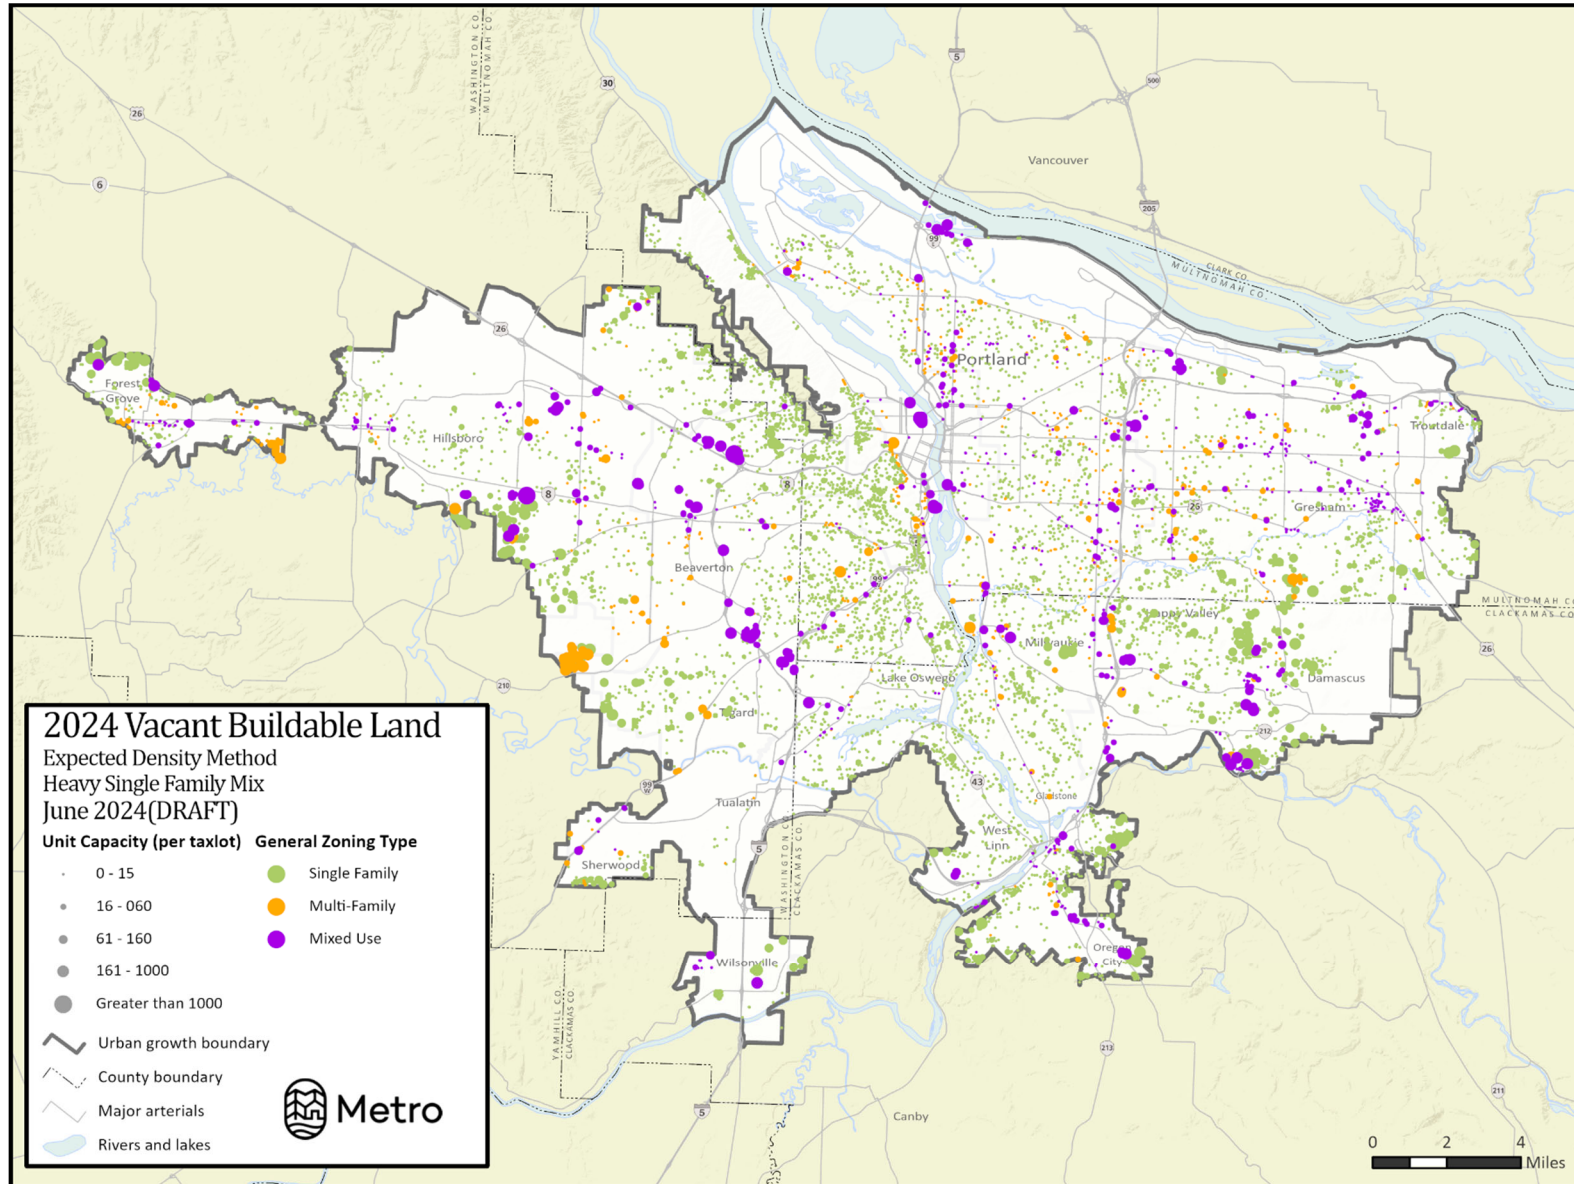 WASHINGTON CO.
MULTNOMAH CO.
30
5
500
26
Vancouver
6
205
99
E
CLARK CO.
MULTNOMAH CO.
26
Portland
Forest
Grove
Hillsboro
Troutdale
8
8
26
Gresham
Beaverton
99
W
MULTNOMAH CO.
CLACKAMAS CO.
Happy Valley
Milwaukie
26
Lake Oswego
Damascus
210
Tigard
212
2024 Vacant Buildable Land
Expected Density Method
Heavy Single Family Mix
June 2024(DRAFT)
Unit Capacity (per taxlot)
General Zoning Type
0 - 15
Single Family
16 - 060
Multi-Family
61 - 160
Mixed Use
161 - 1000
Greater than 1000
Urban growth boundary
County boundary
Major arterials
Rivers and lakes
Metro
43
99
W
Gladstone
Tualatin
West
Linn
5
Sherwood
WASHINGTON CO.
CLACKAMAS CO.
Oregon
City
Wilsonville
YAMHILL CO.
CLACKAMAS CO.
213
211
5
Canby
0 2 4
Miles